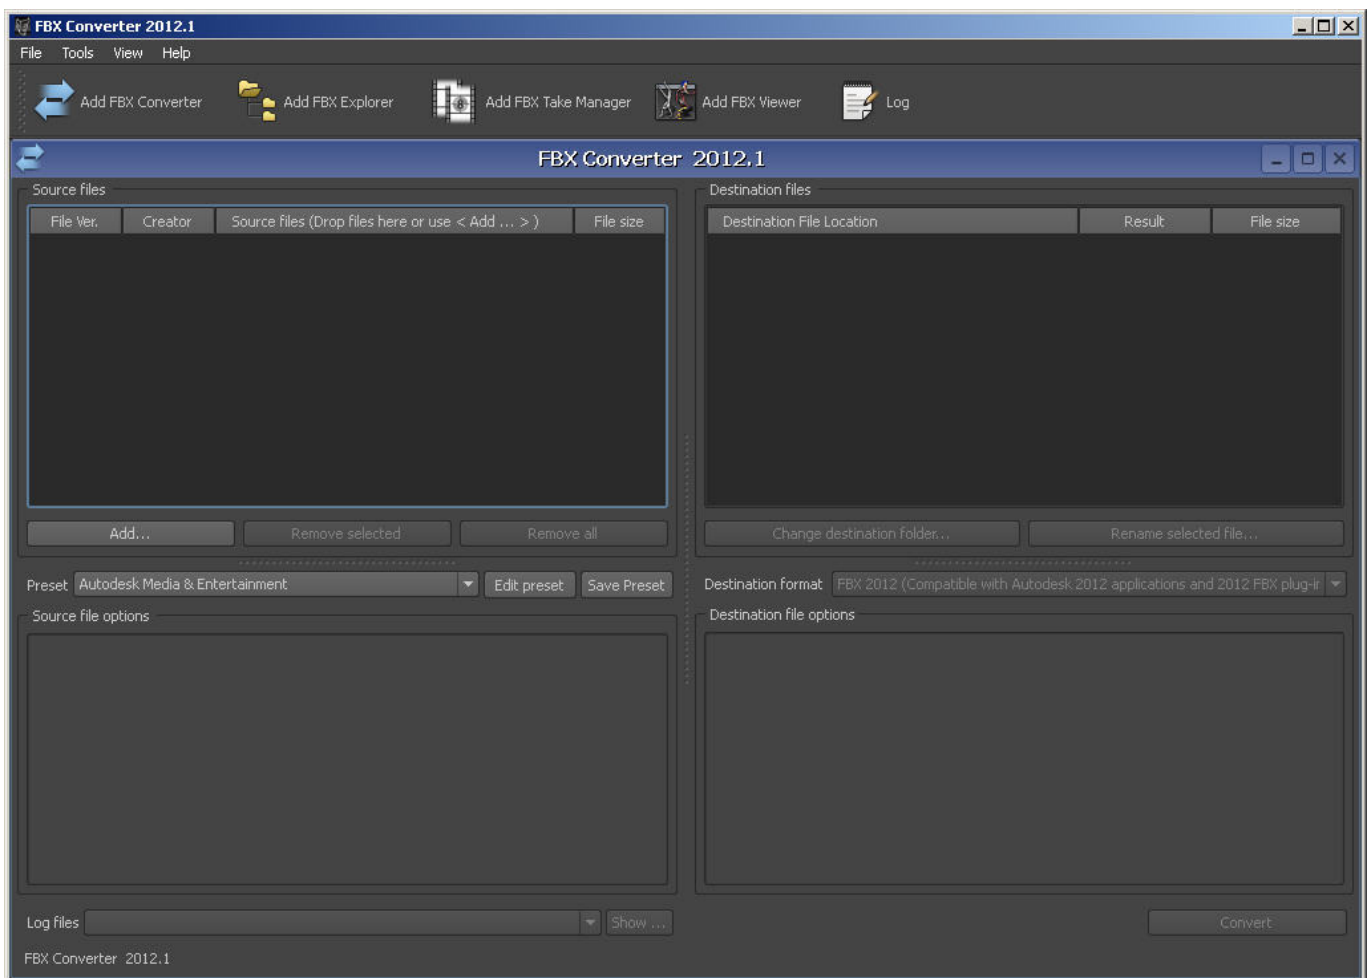 FBX Converter 2012.1
File Tools View Help
Add FBX Converter Add FBX Explorer Add FBX Take Manager Add FBX Viewer Log
FBX Converter 2012.1
Source files Destination files
File Ver. Creator Source files (Drop files here or use < Add ... > ) File size Destination File Location Result File size
Add... Remove selected Remove all Change destination folder... Rename selected file...
Preset Autodesk Media & Entertainment Edit preset Save Preset Destination format FBX 2012 (Compatible with Autodesk 2012 applications and 2012 FBX plug-ir
Source file options Destination file options
Log files Show ... Convert
FBX Converter 2012.1